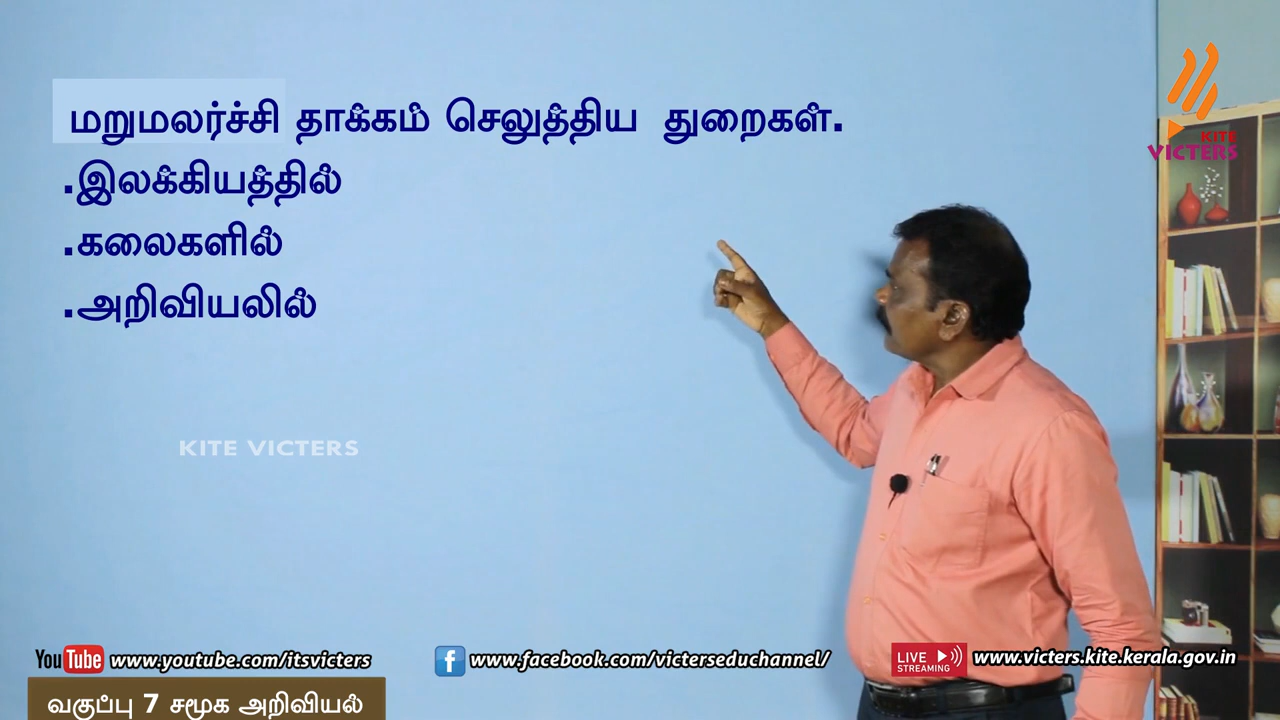 மறுமலர்ச்சி தாக்கம் செலுத்திய துறைகள்.
.இலக்கியத்தில்
.கலைகளில்
.அறிவியலில்
KITE VICTERS
KITE VICTERS
YouTube www.youtube.com/itsvicters
f www.facebook.com/victerseduchannel/
LIVE STREAMING www.victers.kite.kerala.gov.in
வகுப்பு 7 சமூக அறிவியல்